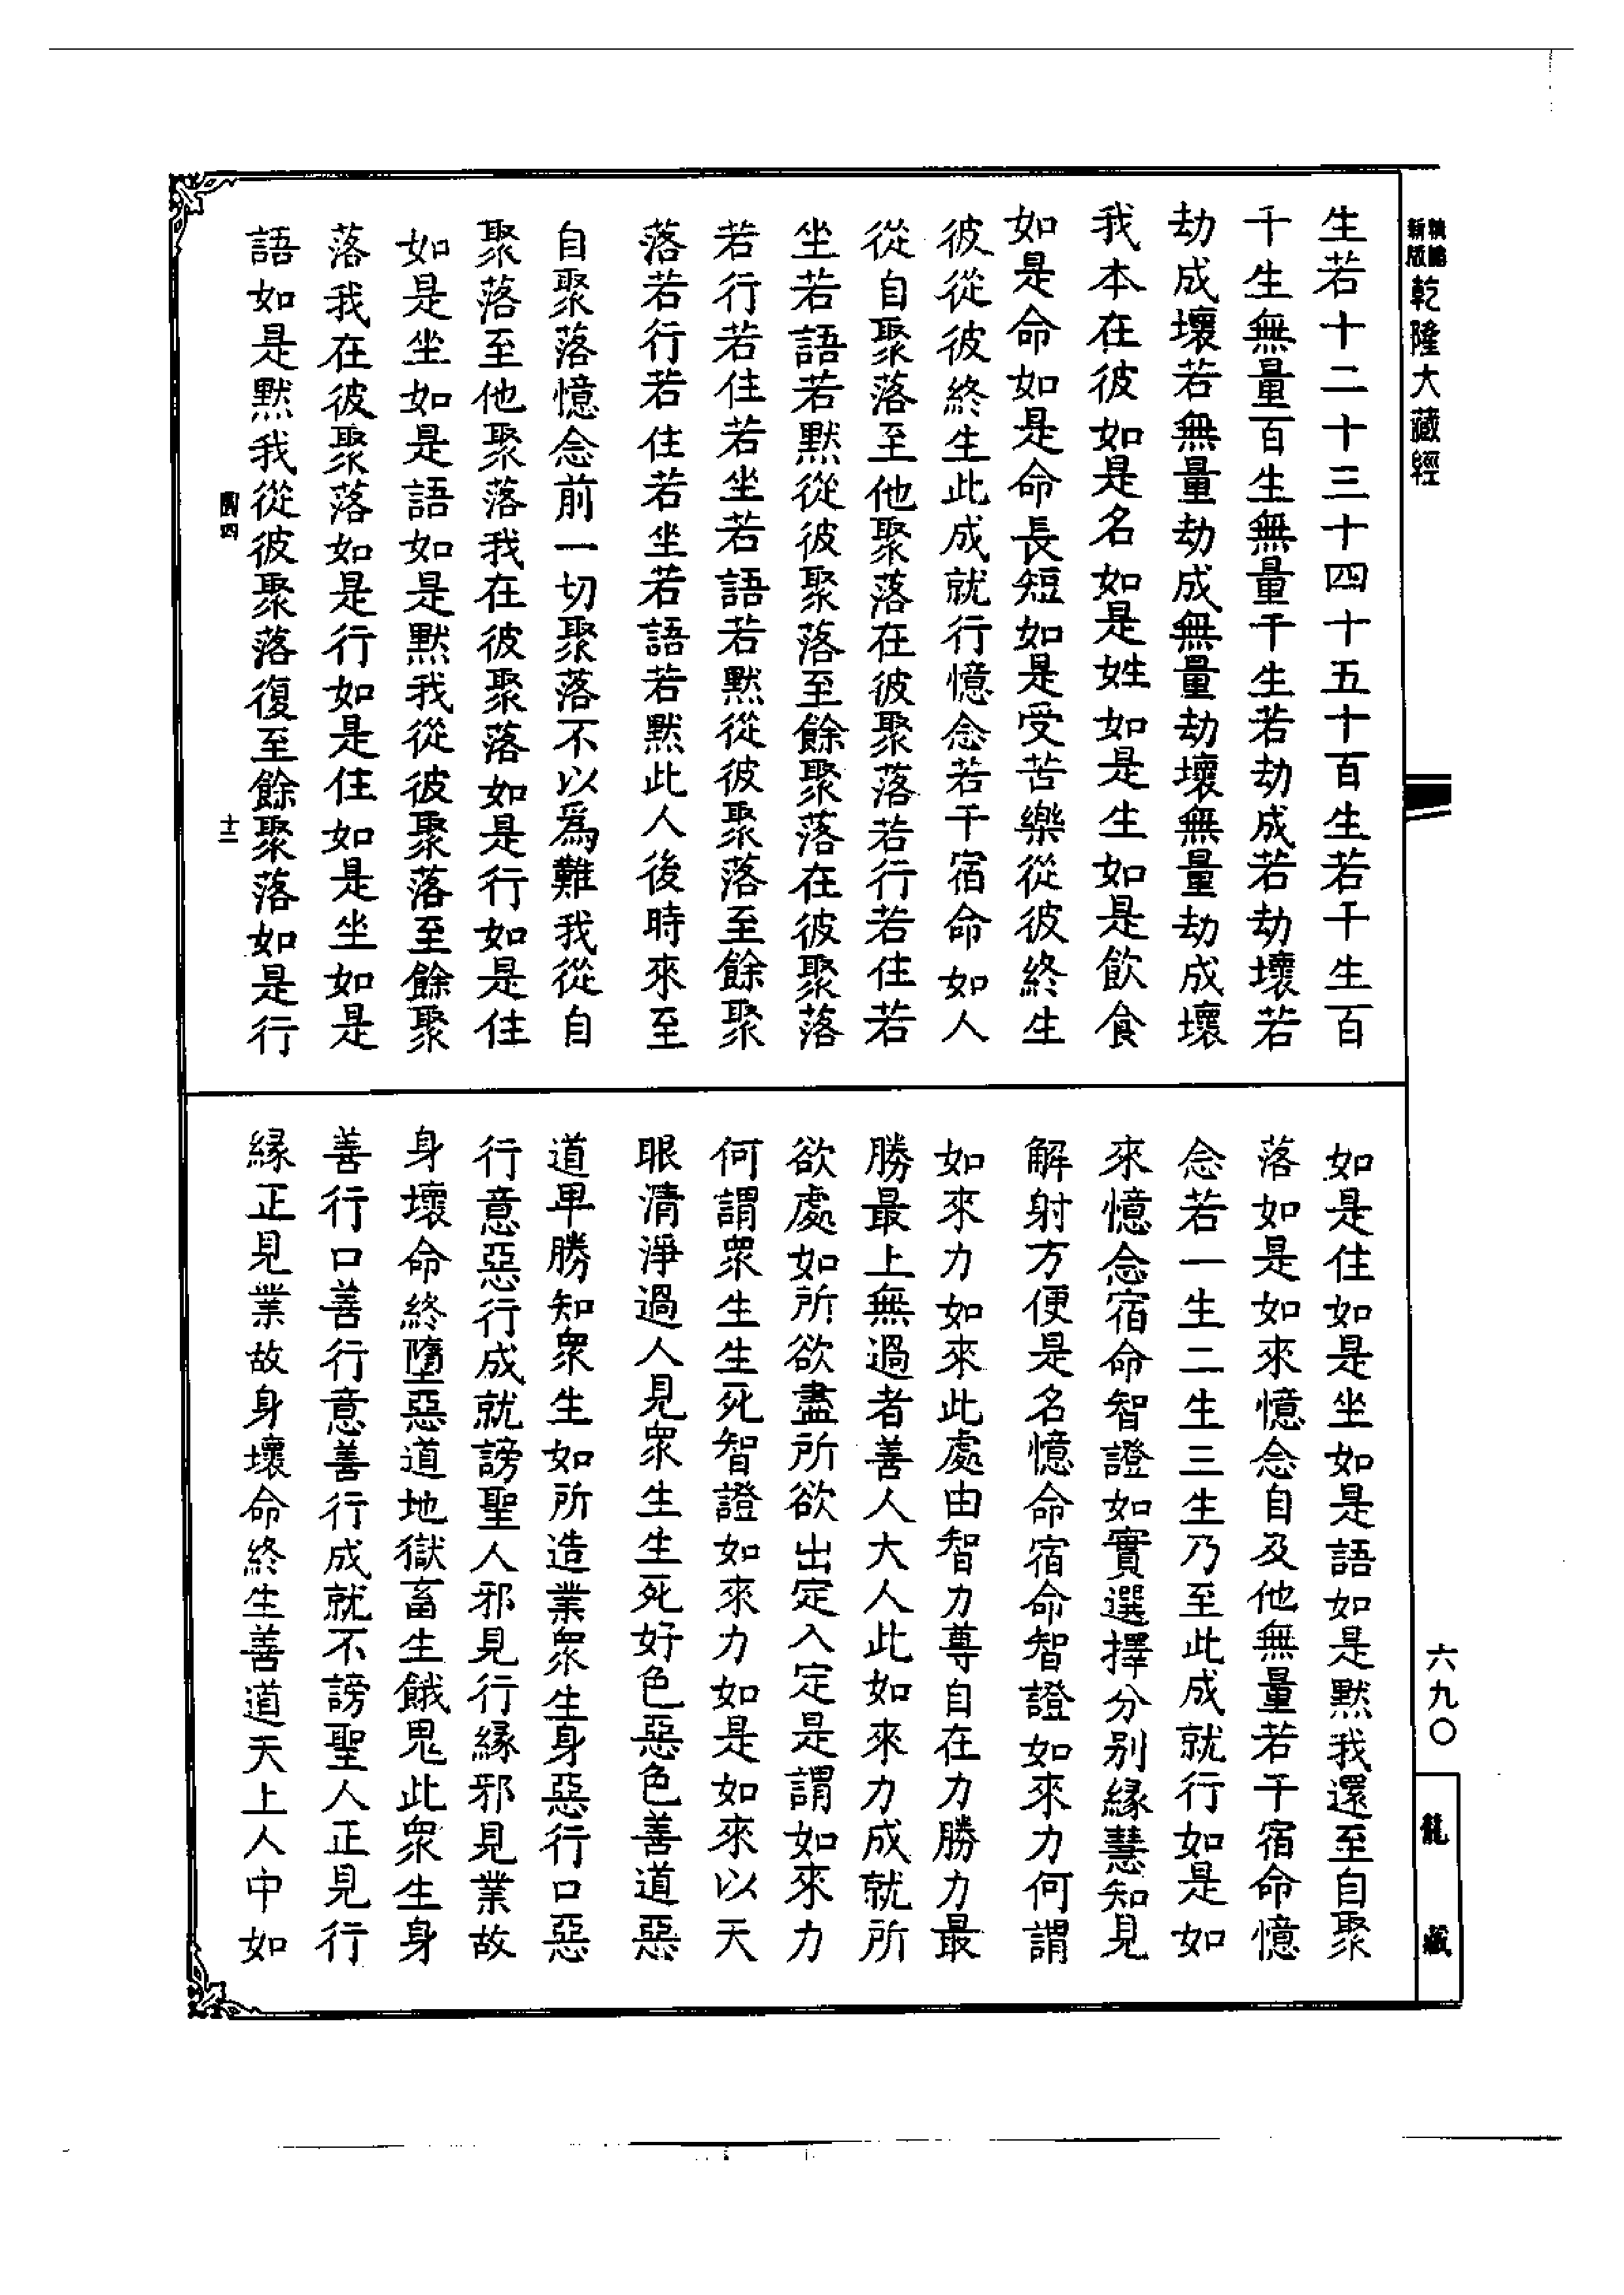 新版
乾隆大藏經
生若十二十三十四十五十百生若千生百
千生無量百生無量千生若劫成若劫壞若
劫成壞若無量劫成無量劫壞無量劫成壞
我本在彼如是名如是姓如是生如是飲食
如是命如是命長短如是受苦樂從彼終生
彼從彼終生此成就行憶念若干宿命如人
從自聚落至他聚落在彼聚落若行若住若
坐若語若默從彼聚落至餘聚落在彼聚落
若行若住若坐若語若默從彼聚落至餘聚
落若行若住若坐若語若默此人後時來至
自聚落憶念前一切聚落不以爲難我從自
聚落至他聚落我在彼聚落如是行如是住
如是坐如是語如是默我從彼聚落至餘聚
落我在彼聚落如是行如是住如是坐如是
語如是默我從彼聚落復至餘聚落如是行
四
十二
如是住如是坐如是語如是默我還至自聚
落如是如來憶念自及他無量若干宿命憶
念若一生二生三生乃至此成就行如是如
來憶念宿命智證如實選擇分別緣慧知見
解射方便是名憶命宿命智證如來力何謂
如來力如來此處由智力尊自在力勝力最
勝最上無過者善人大人此如來力成就所
欲處如所欲盡所欲出定入定是謂如來力
何謂衆生生死智證如來力如是如來以天
眼清淨過人見衆生生死好色惡色善道惡
道卑勝知衆生如所造業衆生身惡行口惡
行意惡行成就謗聖人邪見行緣邪見業故
身壞命終墮惡道地獄畜生餓鬼此衆生身
善行口善行意善行成就不謗聖人正見行
緣正見業故身壞命終生善道天上人中如
六九〇
龍藏